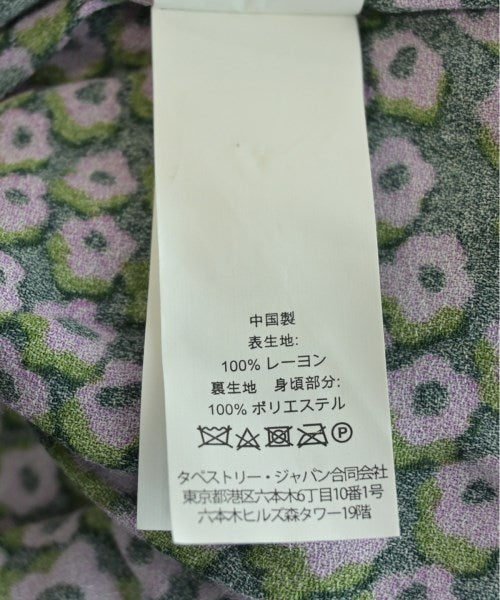 中国製
表生地:
100% レーヨン
裏生地　身頃部分:
100% ポリエステル
P
タペストリー・ジャパン合同会社
東京都港区六本木6丁目10番1号
六本木ヒルズ森タワー19階